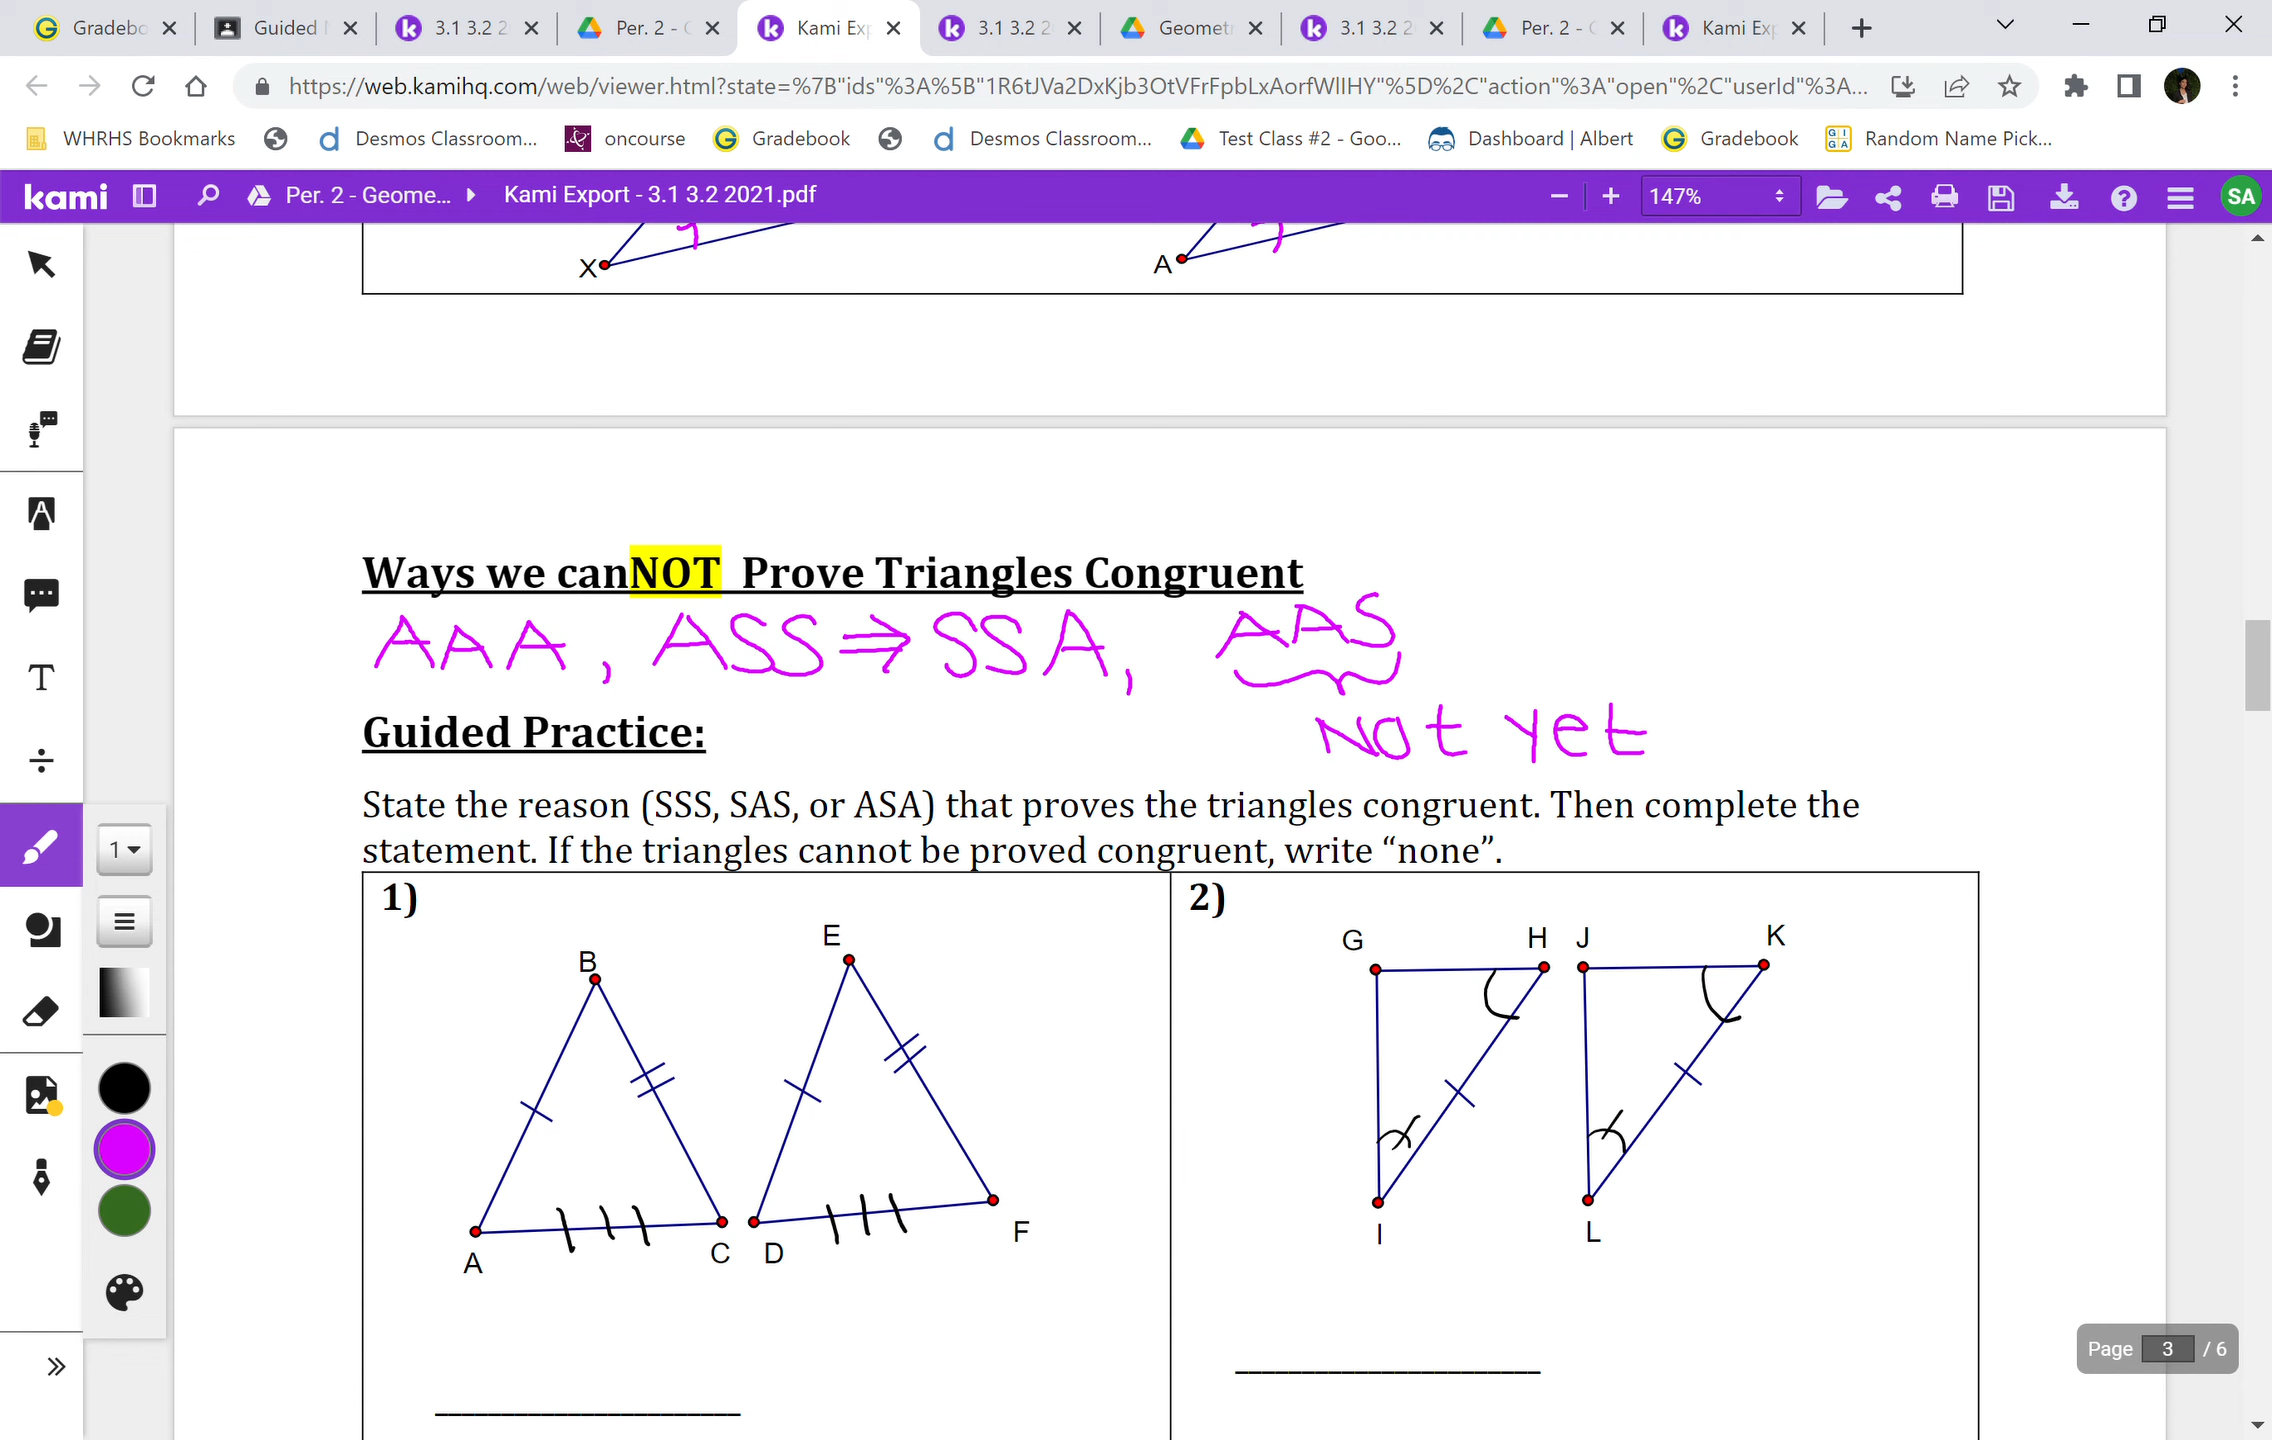 Gradebo
Guided
3.1 3.2 2
Per. 2 -
Kami Exp
3.1 3.2 2
Geometr
3.1 3.2 2
Per. 2 -
Kami Exp
https://web.kamihq.com/web/viewer.html?state=%7B"ids"%3A%5B"1R6tJVa2DxKjb3OtVFrFpbLxAorfWlIHY"%5D%2C"action"%3A"open"%2C"userId"%3A...
WHRHS Bookmarks
Desmos Classroom...
oncourse
Gradebook
Desmos Classroom...
Test Class #2 - Goo...
Dashboard | Albert
Gradebook
Random Name Pick...
kami
Per. 2 - Geome...
Kami Export - 3.1 3.2 2021.pdf
147%
SA
X
A
Ways we canNOT Prove Triangles Congruent
AAA, ASS ⇒ SSA, AAS
Not yet
Guided Practice:
State the reason (SSS, SAS, or ASA) that proves the triangles congruent. Then complete the
statement. If the triangles cannot be proved congruent, write “none”.
1)
B
E
A
C
D
F
2)
G
H
J
K
I
L
1
Page 3 / 6